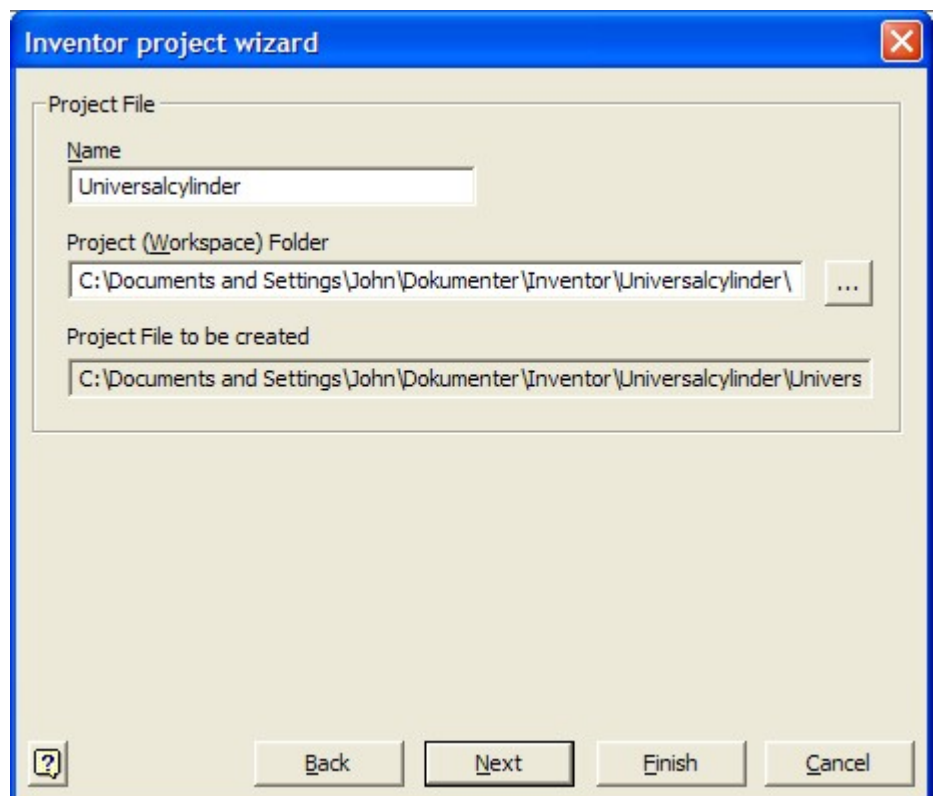 Inventor project wizard
Project File
Name
Universalcylinder
Project (Workspace) Folder
C:\Documents and Settings\John\Dokumenter\Inventor\Universalcylinder\
...
Project File to be created
C:\Documents and Settings\John\Dokumenter\Inventor\Universalcylinder\Univers
? Back Next Finish Cancel